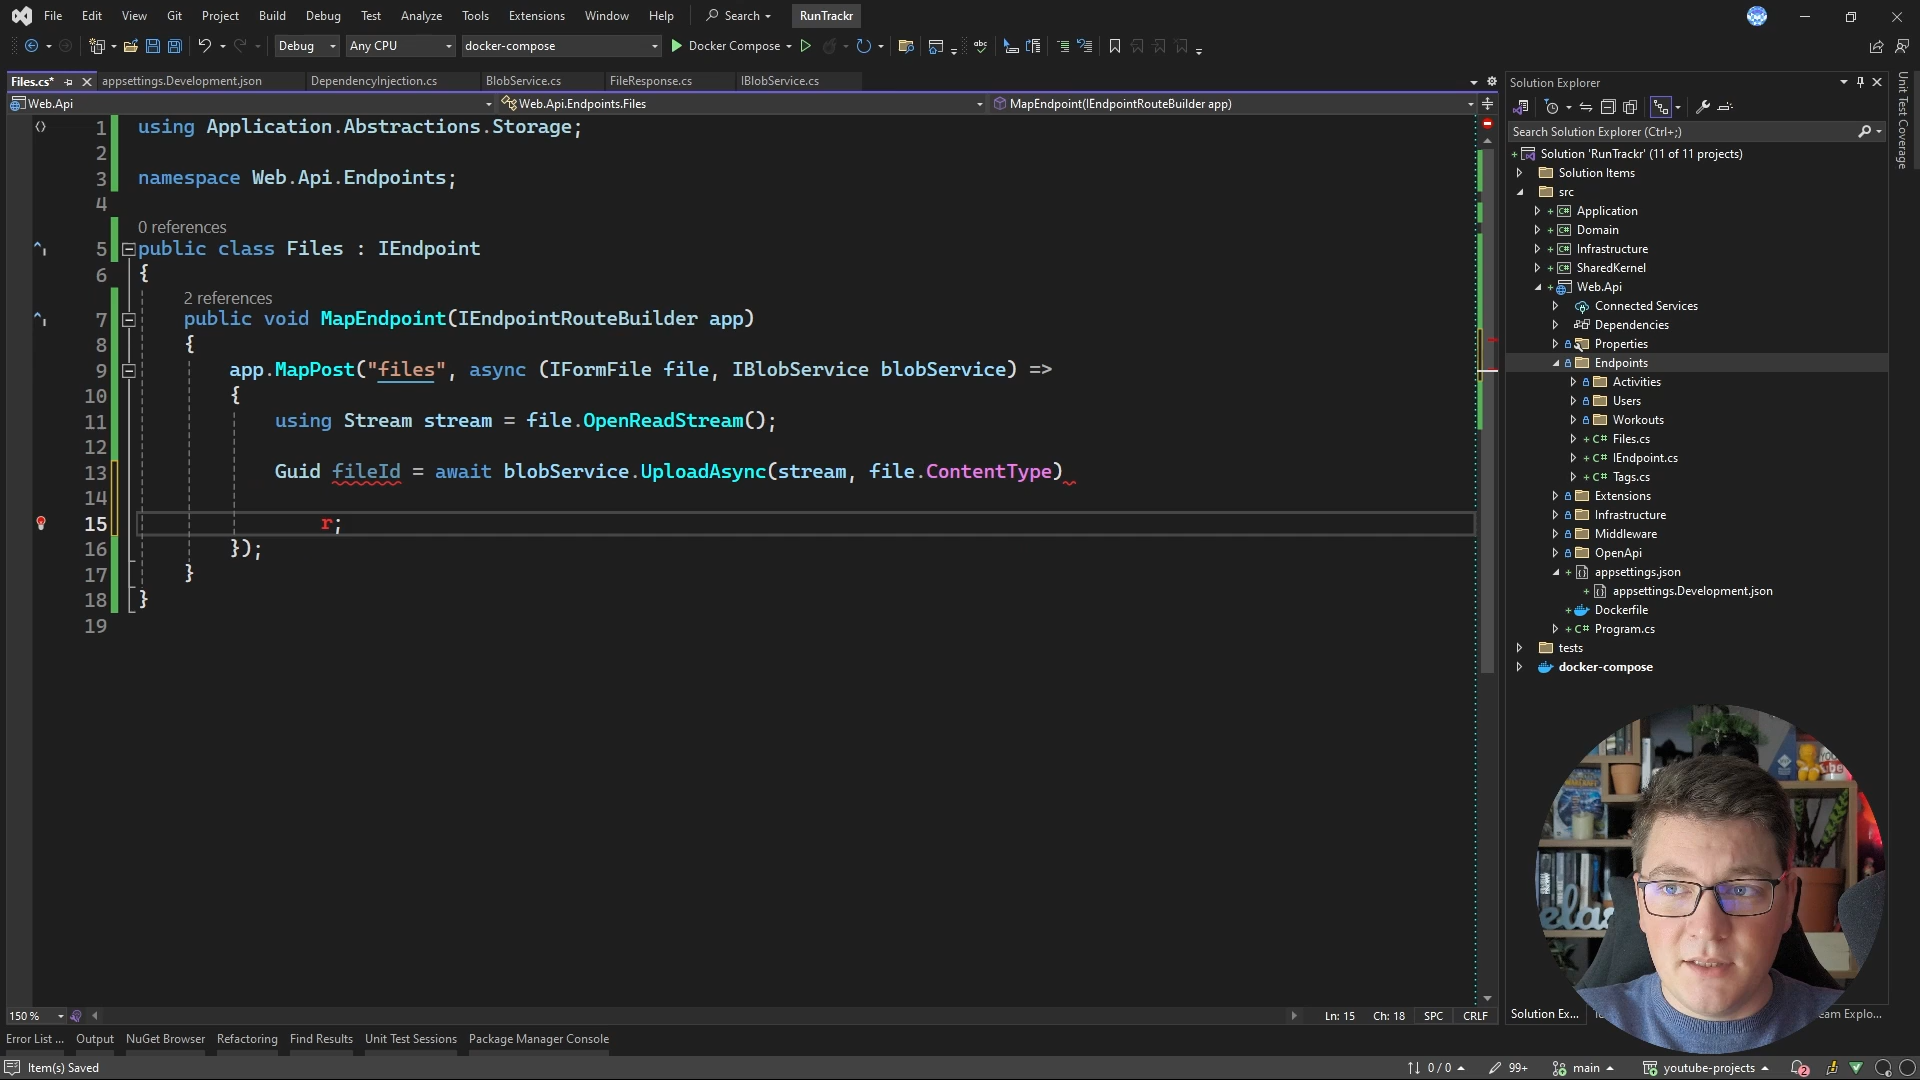 File Edit View Git Project Build Debug Test Analyze Tools Extensions Window Help Search RunTrackr
Debug Any CPU docker-compose Docker Compose
Files.cs* appsettings.Development.json DependencyInjection.cs BlobService.cs FileResponse.cs IBlobService.cs
Web.Api Web.Api.Endpoints.Files MapEndpoint(IEndpointRouteBuilder app)
1 using Application.Abstractions.Storage;
2
3 namespace Web.Api.Endpoints;
4
0 references
5 public class Files : IEndpoint
6 {
2 references
7 public void MapEndpoint(IEndpointRouteBuilder app)
8 {
9 app.MapPost("files", async (IFormFile file, IBlobService blobService) =>
10 {
11 using Stream stream = file.OpenReadStream();
12
13 Guid fileId = await blobService.UploadAsync(stream, file.ContentType)
14
15 r;
16 });
17 }
18 }
19
150 % Ln: 15 Ch: 18 SPC CRLF
Error List ... Output NuGet Browser Refactoring Find Results Unit Test Sessions Package Manager Console
Item(s) Saved 0 / 0 99+ main youtube-projects 2
Solution Explorer
Search Solution Explorer (Ctrl+;)
Solution 'RunTrackr' (11 of 11 projects)
Solution Items
src
Application
Domain
Infrastructure
SharedKernel
Web.Api
Connected Services
Dependencies
Properties
Endpoints
Activities
Users
Workouts
Files.cs
IEndpoint.cs
Tags.cs
Extensions
Infrastructure
Middleware
OpenApi
appsettings.json
appsettings.Development.json
Dockerfile
Program.cs
tests
docker-compose
Solution Ex... eam Explo...
Unit Test Coverage